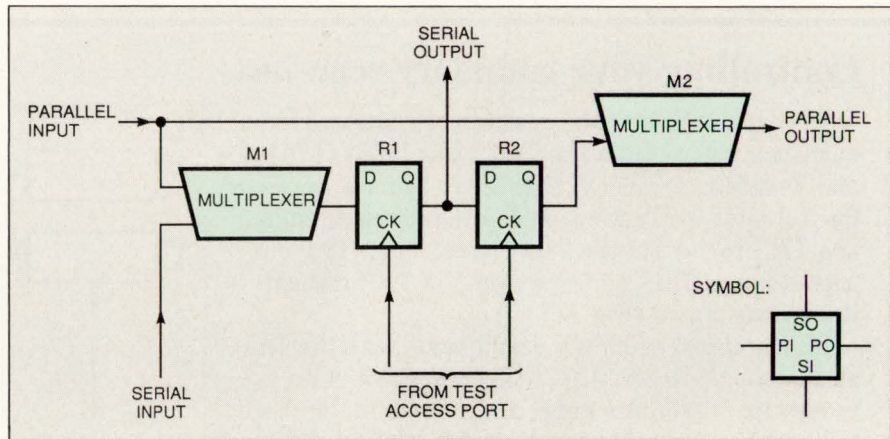 SERIAL
OUTPUT
PARALLEL
INPUT
M1
MULTIPLEXER
R1
D Q
CK
R2
D Q
CK
M2
MULTIPLEXER
PARALLEL
OUTPUT
SERIAL
INPUT
FROM TEST
ACCESS PORT
SYMBOL:
SO
PI PO
SI